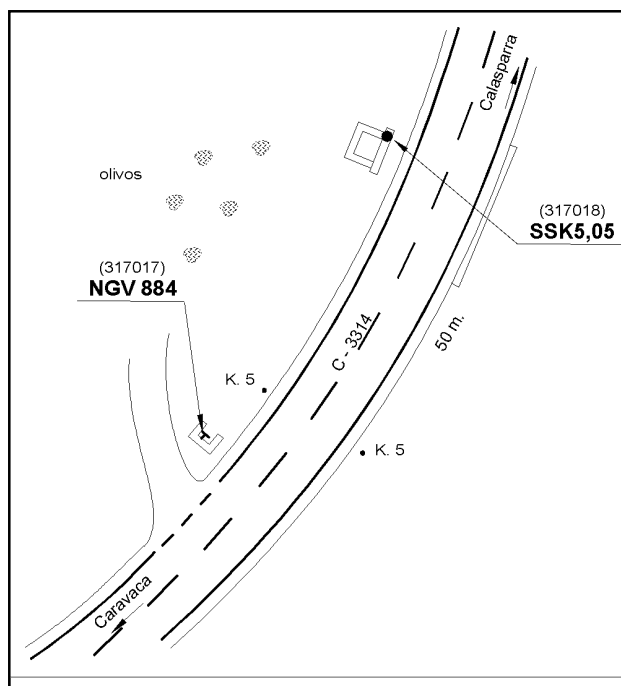 Calasparra
olivos
(317018)
SSK5,05
(317017)
NGV 884
C - 3314
50 m.
K. 5
K. 5
Caravaca